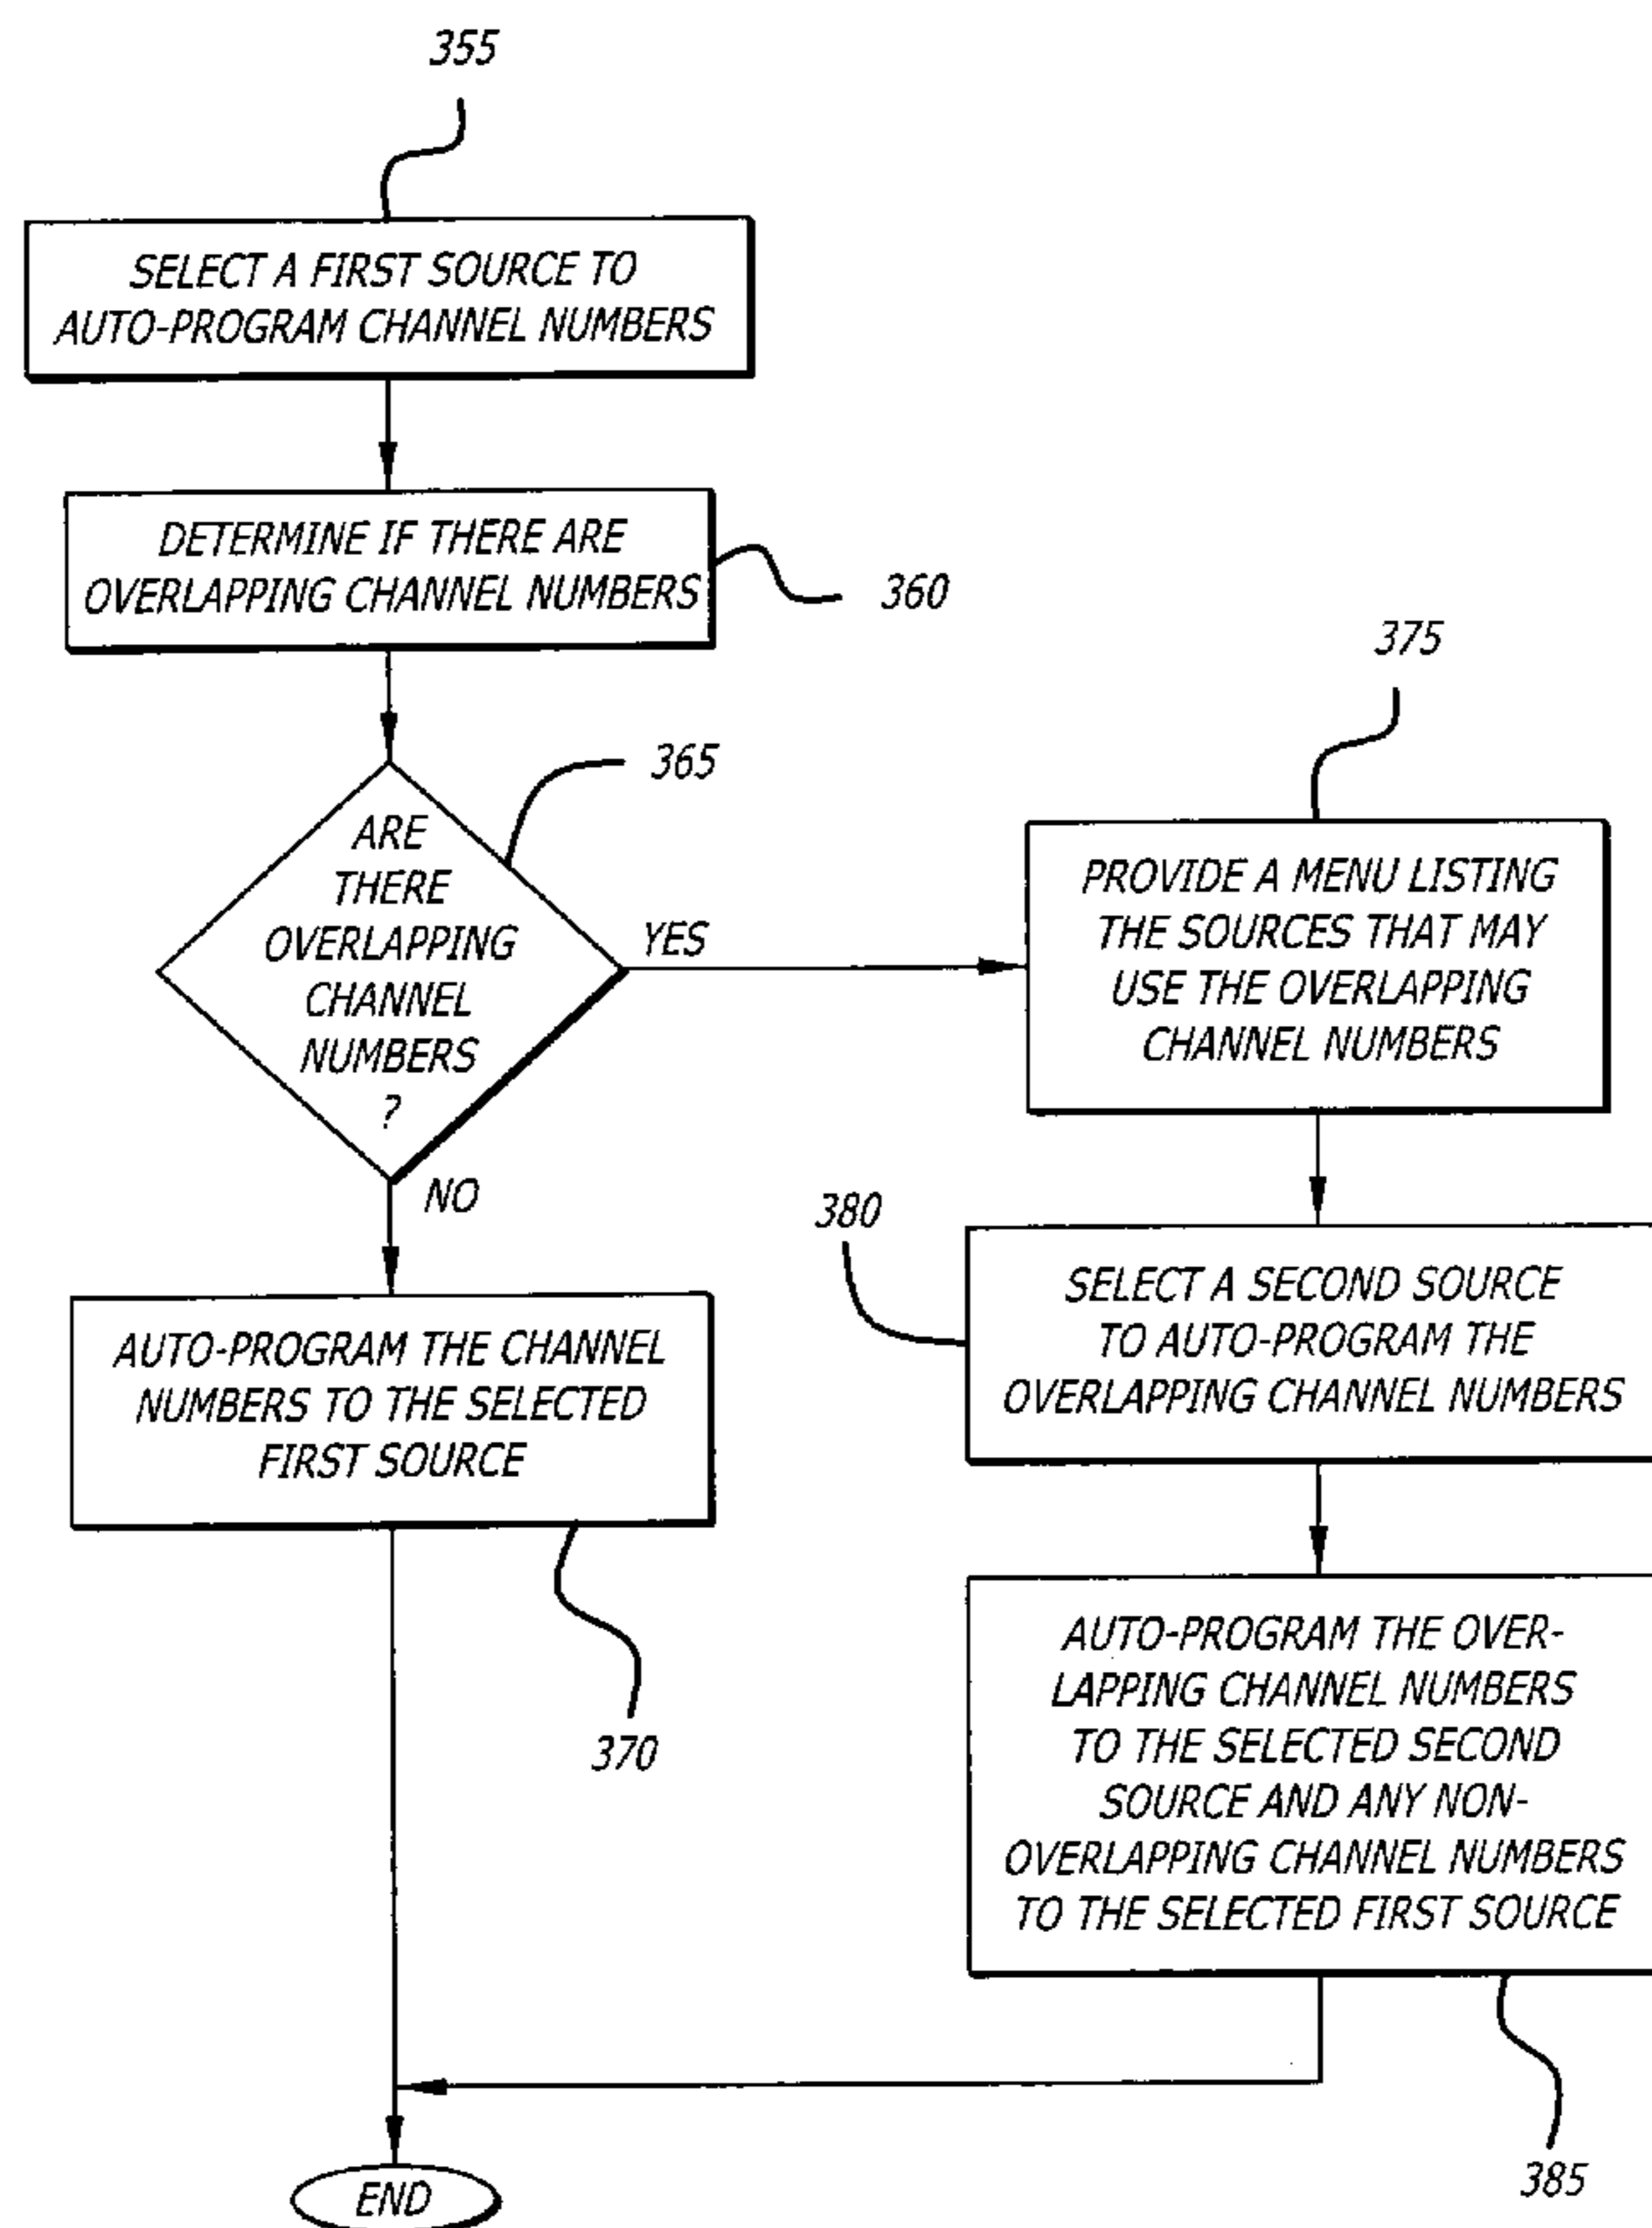 355
SELECT A FIRST SOURCE TO
AUTO-PROGRAM CHANNEL NUMBERS
DETERMINE IF THERE ARE
OVERLAPPING CHANNEL NUMBERS
360
365
ARE
THERE
OVERLAPPING
CHANNEL
NUMBERS
?
YES
NO
AUTO-PROGRAM THE CHANNEL
NUMBERS TO THE SELECTED
FIRST SOURCE
370
375
PROVIDE A MENU LISTING
THE SOURCES THAT MAY
USE THE OVERLAPPING
CHANNEL NUMBERS
380
SELECT A SECOND SOURCE
TO AUTO-PROGRAM THE
OVERLAPPING CHANNEL NUMBERS
AUTO-PROGRAM THE OVER-
LAPPING CHANNEL NUMBERS
TO THE SELECTED SECOND
SOURCE AND ANY NON-
OVERLAPPING CHANNEL NUMBERS
TO THE SELECTED FIRST SOURCE
385
END